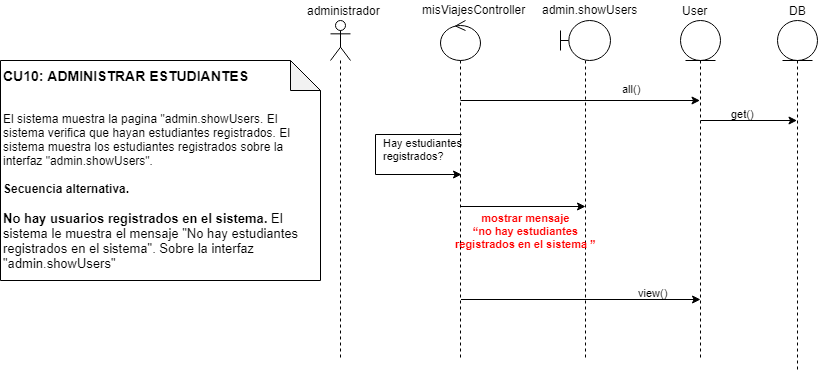 administrador
misViajesController
admin.showUsers
User
DB
CU10: ADMINISTRAR ESTUDIANTES
El sistema muestra la pagina "admin.showUsers. El
sistema verifica que hayan estudiantes registrados. El
sistema muestra los estudiantes registrados sobre la
interfaz "admin.showUsers".
Secuencia alternativa.
No hay usuarios registrados en el sistema. El
sistema le muestra el mensaje "No hay estudiantes
registrados en el sistema". Sobre la interfaz
"admin.showUsers"
all()
get()
Hay estudiantes
registrados?
mostrar mensaje
“no hay estudiantes
registrados en el sistema ”
view()